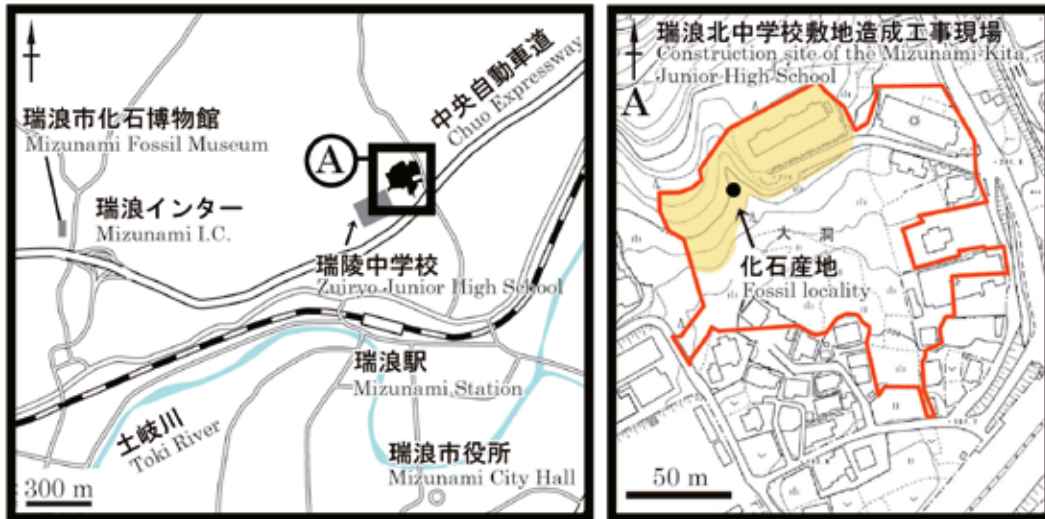 瑞浪市化石博物館
Mizunami Fossil Museum
A
中央自動車道
Chuo Expressway
瑞浪インター
Mizunami I.C.
瑞陵中学校
Zuiryo Junior High School
瑞浪駅
Mizunami Station
土岐川
Toki River
瑞浪市役所
Mizunami City Hall
300 m
瑞浪北中学校敷地造成工事現場
Construction site of the Mizunami-Kita
Junior High School
A
大洞
化石産地
Fossil locality
50 m